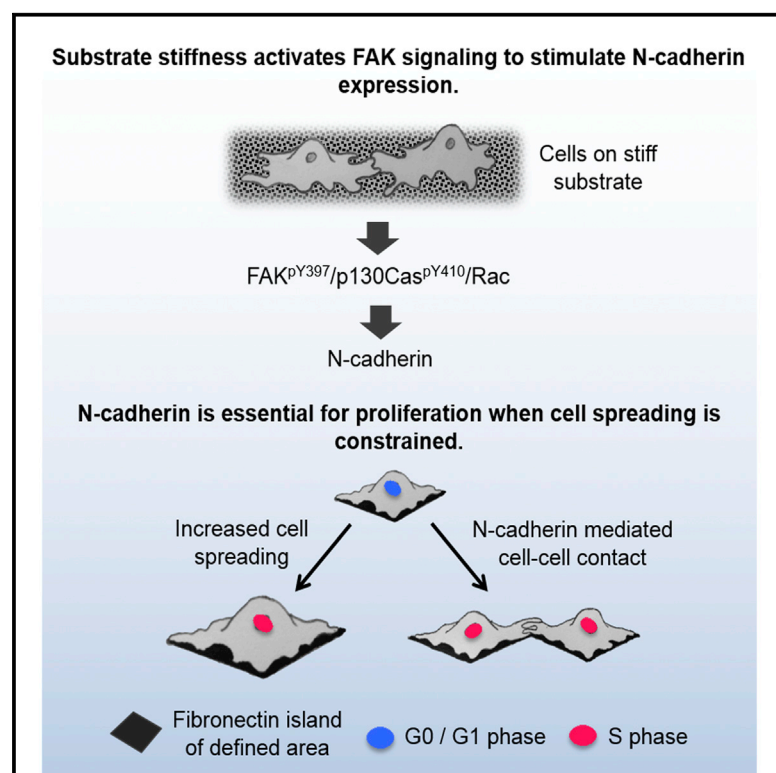 Substrate stiffness activates FAK signaling to stimulate N-cadherin
expression.
Cells on stiff
substrate
FAKpY397/p130CaspY410/Rac
N-cadherin
N-cadherin is essential for proliferation when cell spreading is
constrained.
Increased cell
spreading
N-cadherin mediated
cell-cell contact
Fibronectin island
of defined area
G0 / G1 phase
S phase